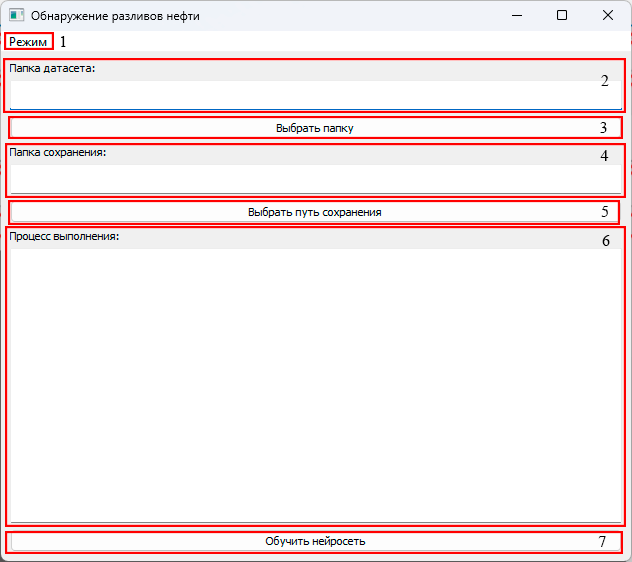 Обнаружение разливов нефти
Режим 1
Папка датасета:
2
Выбрать папку 3
Папка сохранения: 4
Выбрать путь сохранения 5
Процесс выполнения: 6
Обучить нейросеть 7